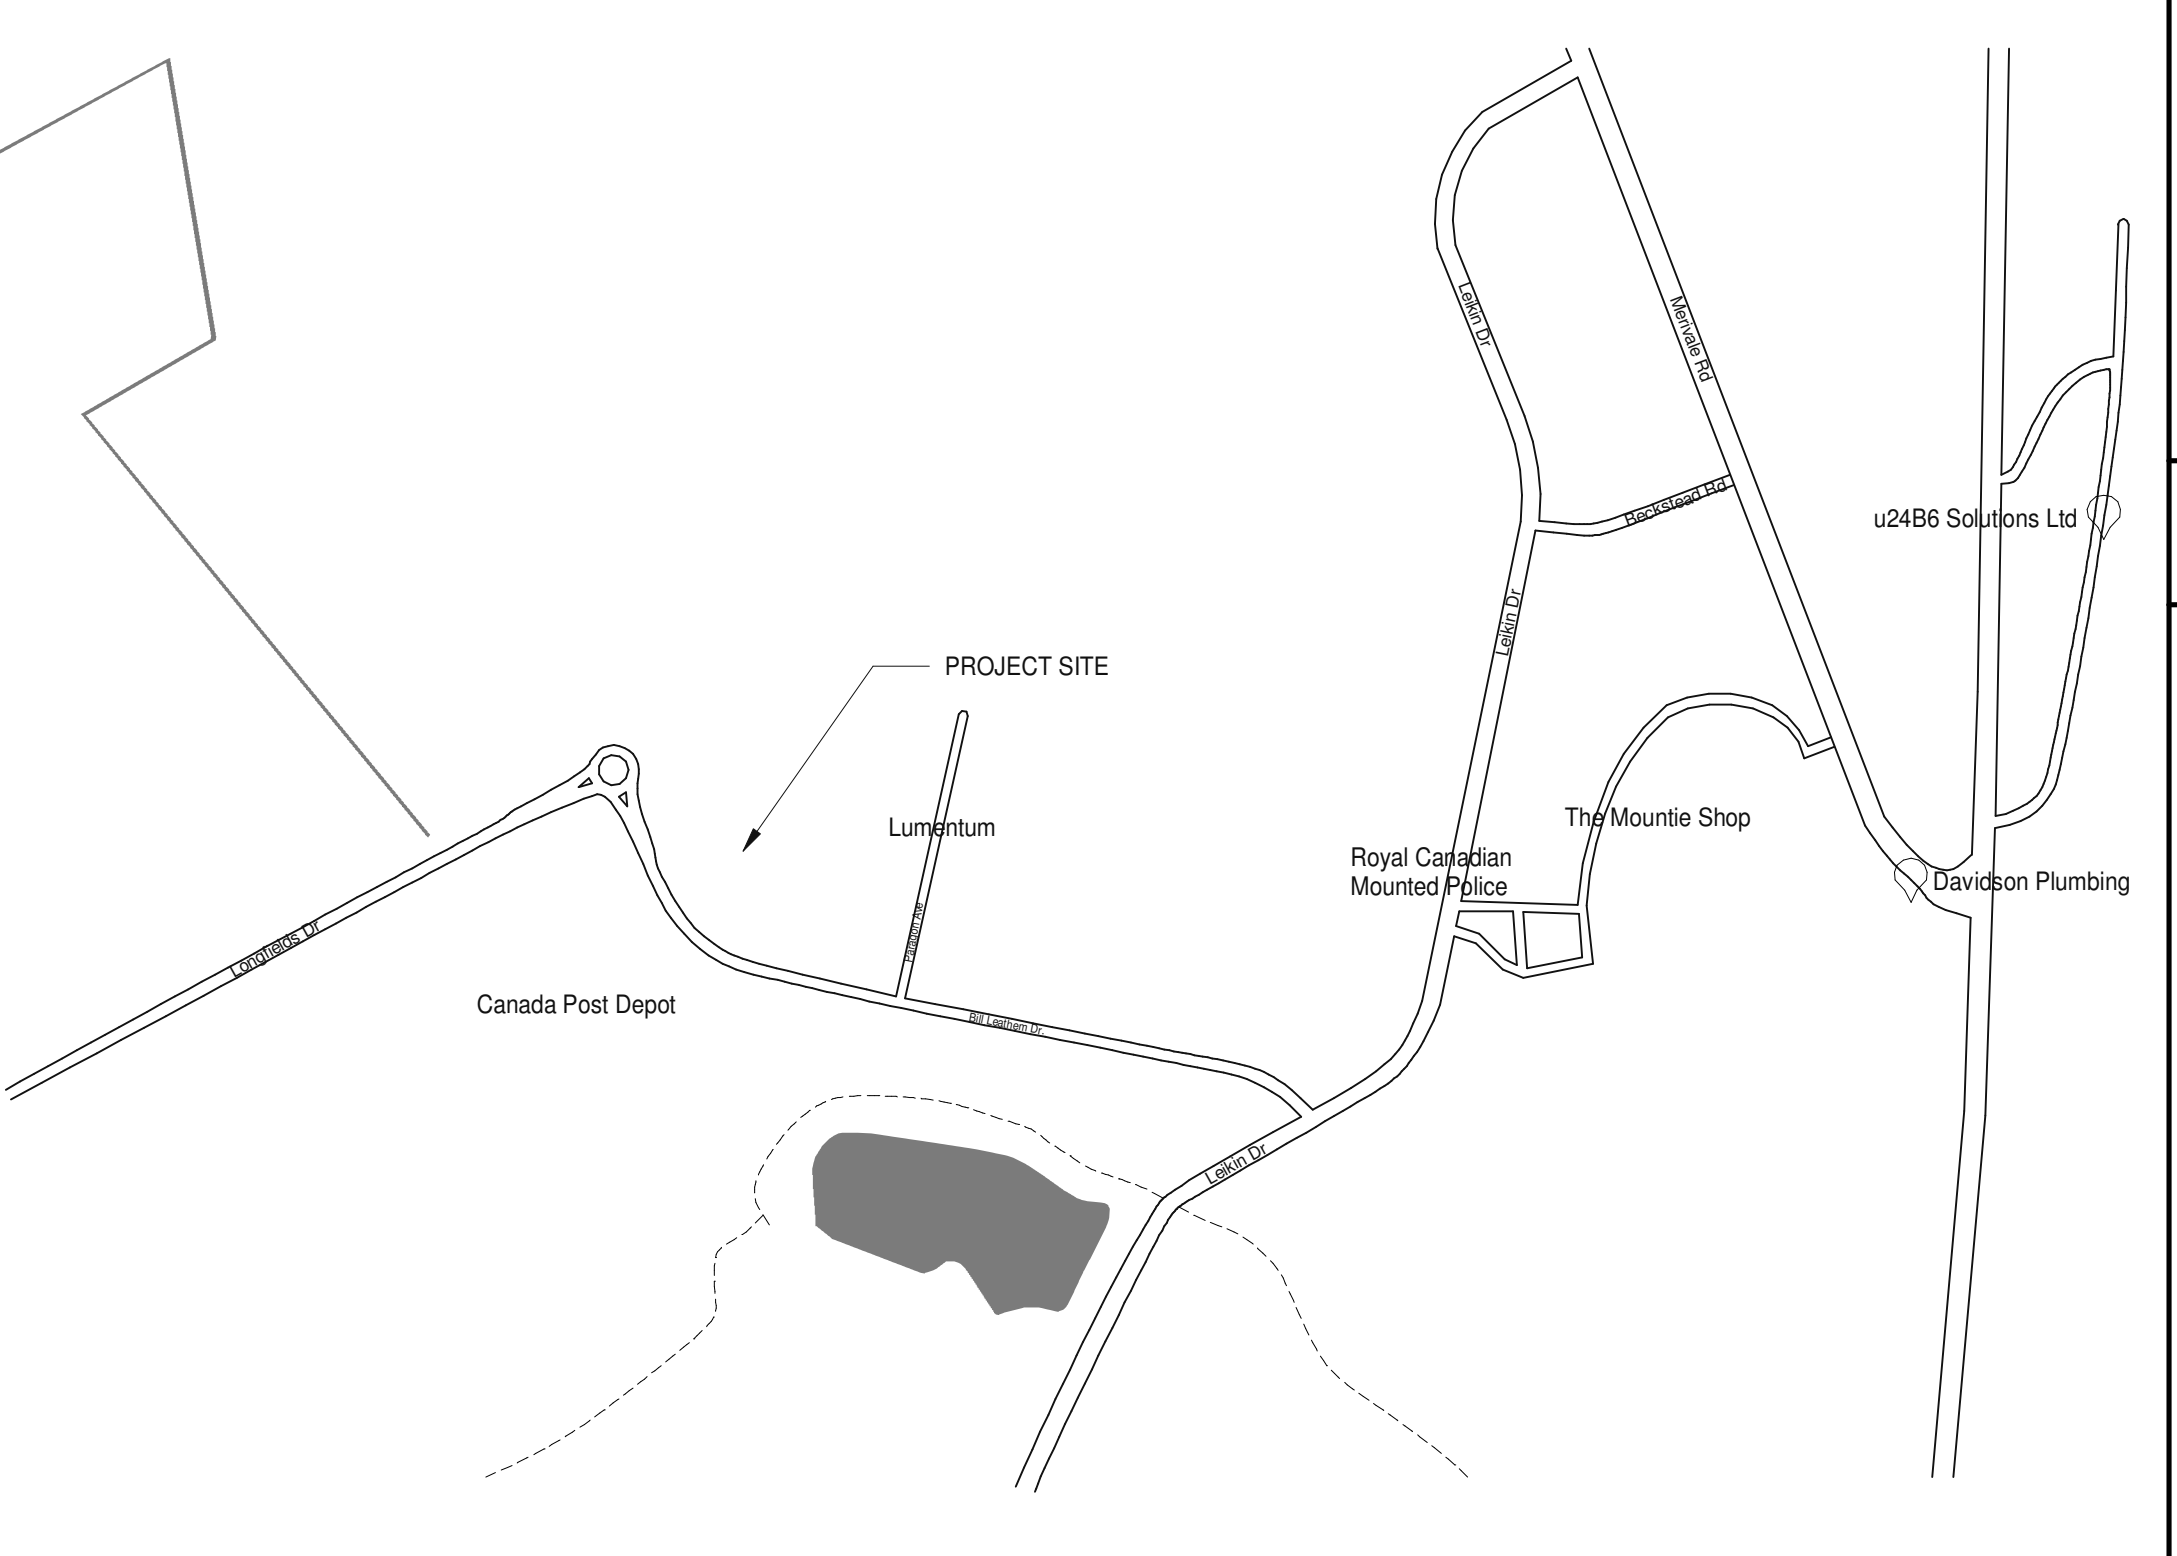 Leikin Dr
Merivale Rd
Beckstead Rd
u24B6 Solutions Ltd
Leikin Dr
PROJECT SITE
Lumentum
The Mountie Shop
Royal Canadian
Mounted Police
Davidson Plumbing
Paragon Ave
Longfields Dr
Canada Post Depot
Bill Leathem Dr.
Leikin Dr